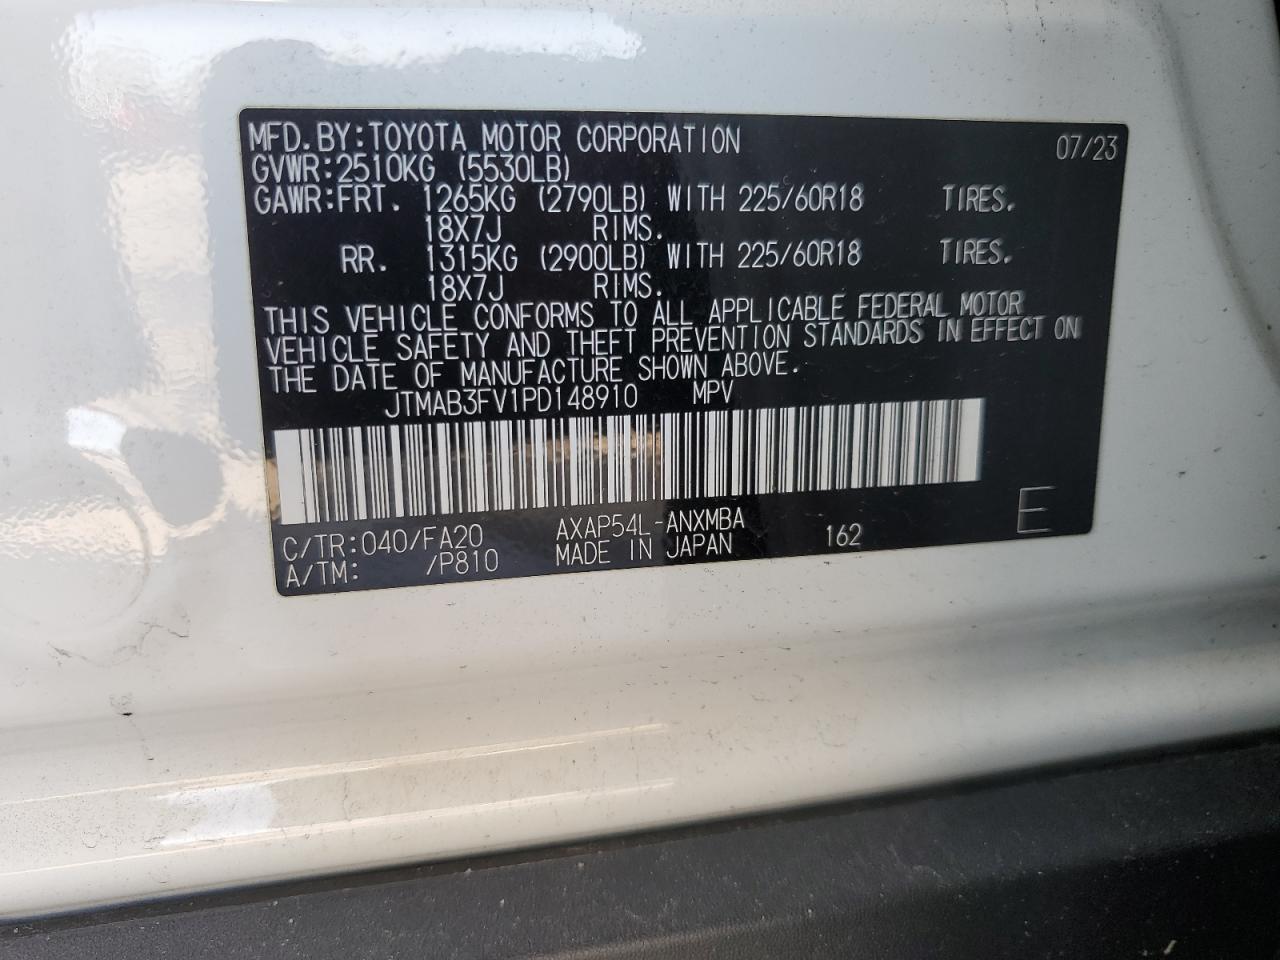 MFD.BY:TOYOTA MOTOR CORPORATION 07/23
GVWR:2510KG (5530LB)
GAWR:FRT. 1265KG (2790LB) WITH 225/60R18 TIRES.
18X7J RIMS.
RR. 1315KG (2900LB) WITH 225/60R18 TIRES.
18X7J RIMS.
THIS VEHICLE CONFORMS TO ALL APPLICABLE FEDERAL MOTOR
VEHICLE SAFETY AND THEFT PREVENTION STANDARDS IN EFFECT ON
THE DATE OF MANUFACTURE SHOWN ABOVE.
JTMAB3FV1PD148910 MPV
C/TR:040/FA20 AXAP54L-ANXMBA 162 E
A/TM: /P810 MADE IN JAPAN